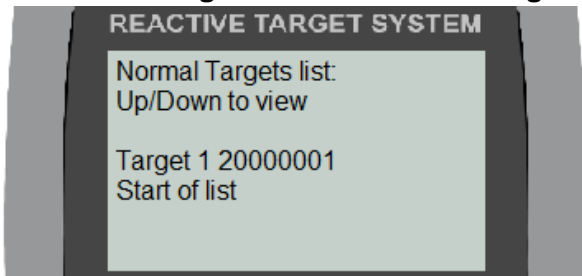 REACTIVE TARGET SYSTEM
Normal Targets list:
Up/Down to view
Target 1 20000001
Start of list